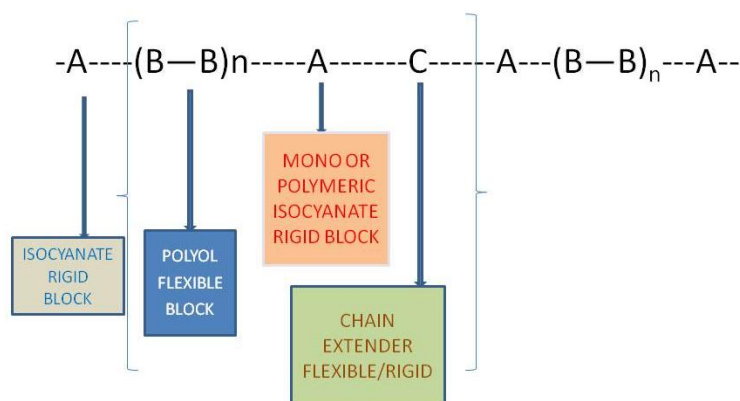 -A----(B—B)n-----A------C-----A---(B—B)n---A--
MONO OR
POLYMERIC
ISOCYANATE
RIGID BLOCK
ISOCYANATE
RIGID
BLOCK
POLYOL
FLEXIBLE
BLOCK
CHAIN
EXTENDER
FLEXIBLE/RIGID